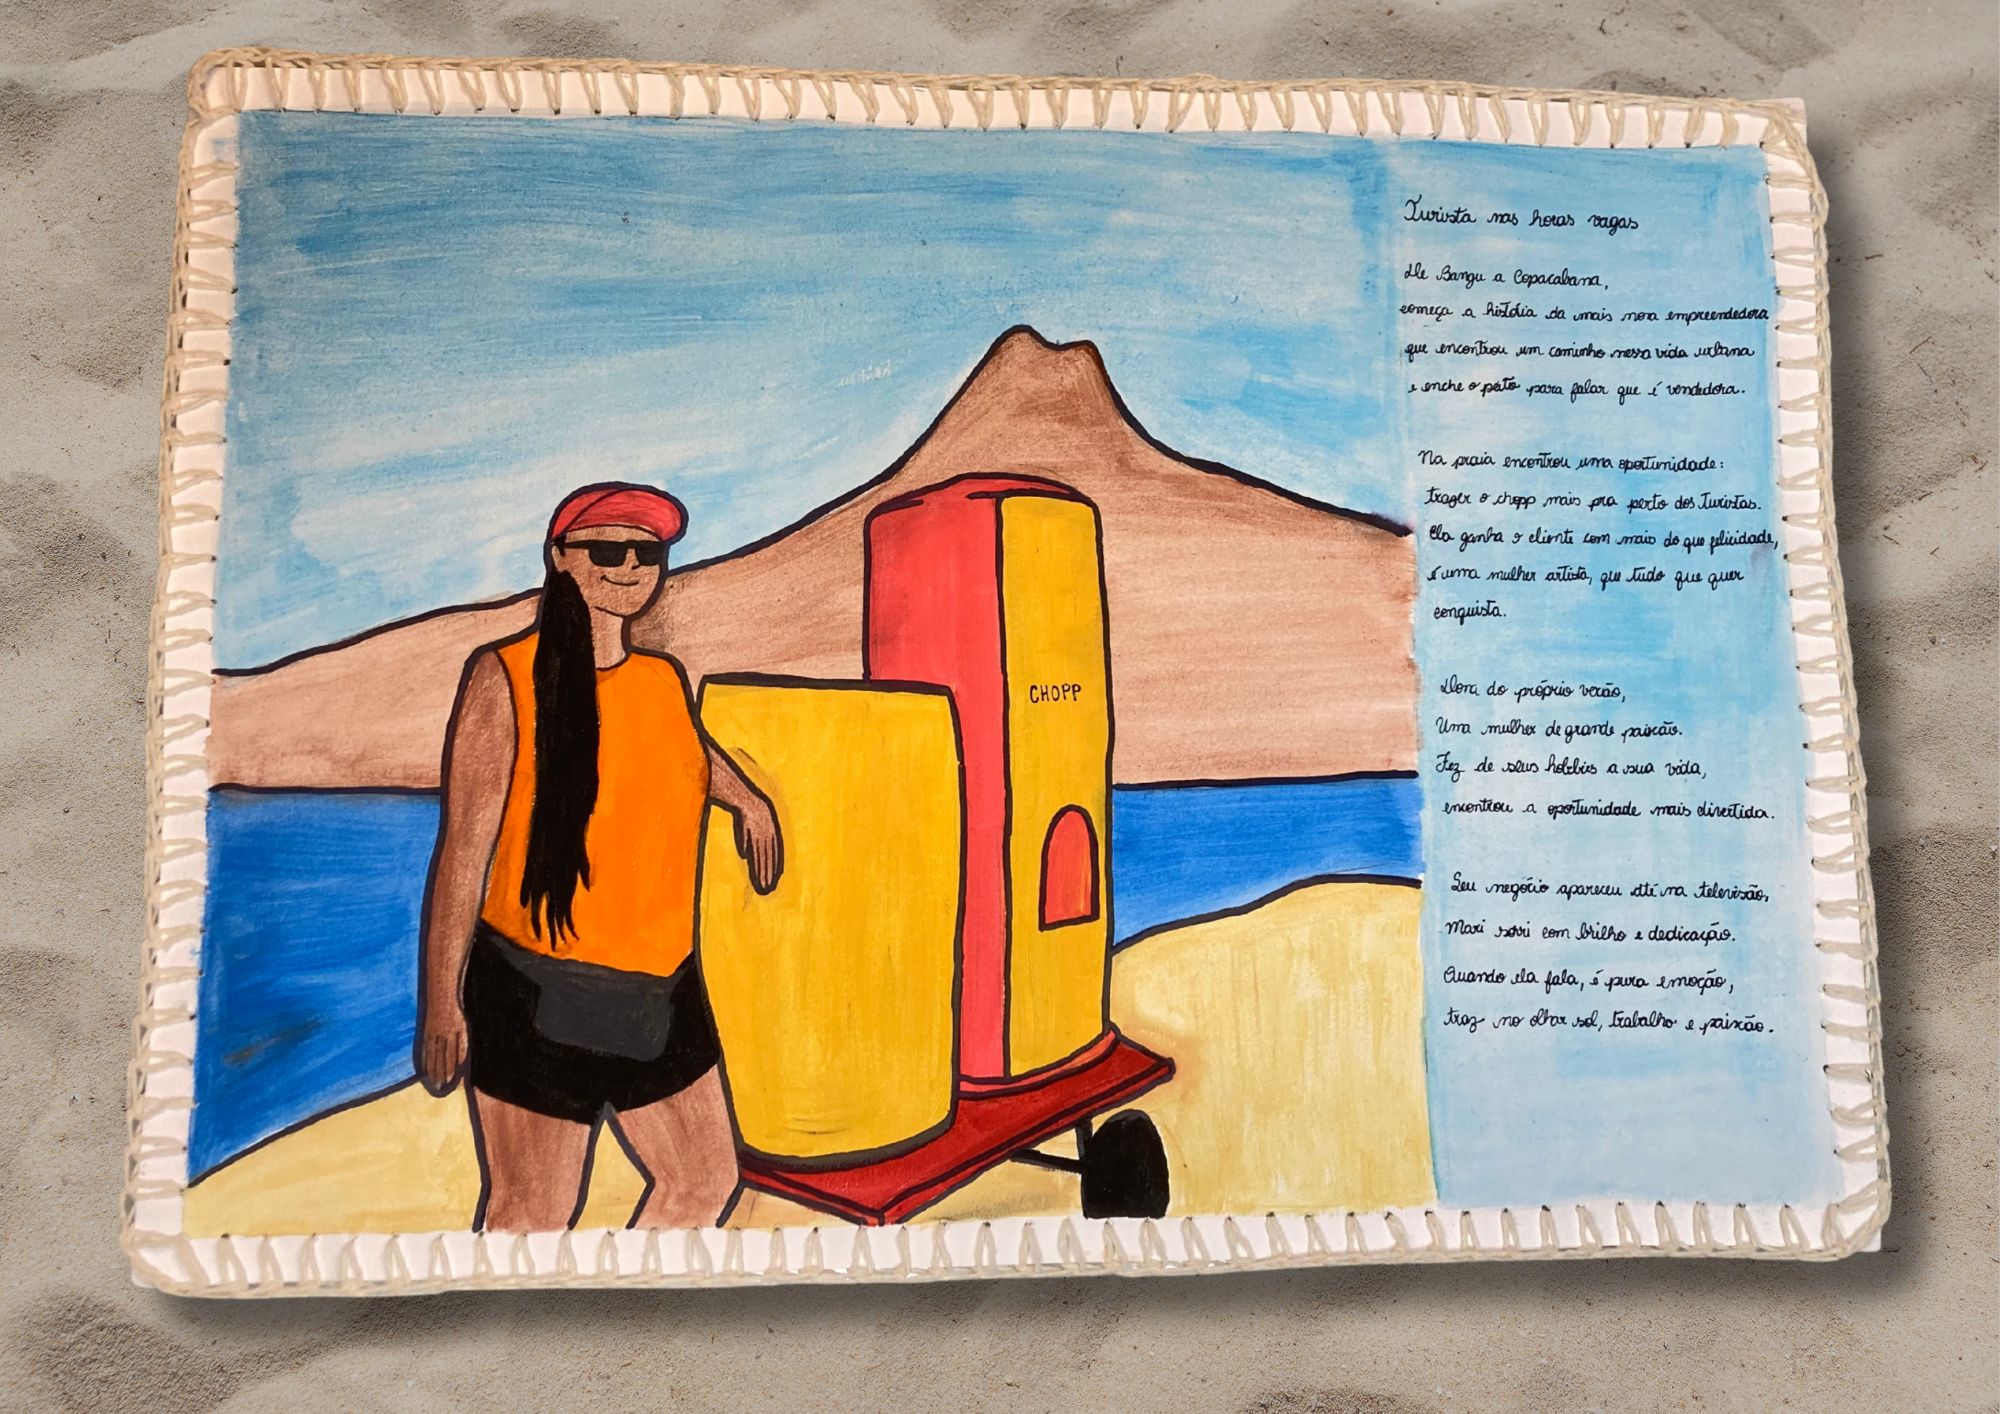 Turista nas horas vagas
De Bangu a Copacabana,
começa a história da mais nova empreendedora
que encontrou um caminho nessa vida urbana
e enche o peito para falar que é vendedora.
Na praia encontrou uma oportunidade:
trazer o chopp mais pra perto dos turistas.
Ela ganha o cliente com mais do que felicidade,
é uma mulher artista, que tudo que quer
conquista.
Dona do próprio verão,
Uma mulher de grande paixão.
Fez de seus hobbies a sua vida,
encontrou a oportunidade mais divertida.
Seu negócio apareceu até na televisão,
Mari sorri com brilho e dedicação.
Quando ela fala, é pura emoção,
traz no olhar sol, trabalho e paixão.
CHOPP